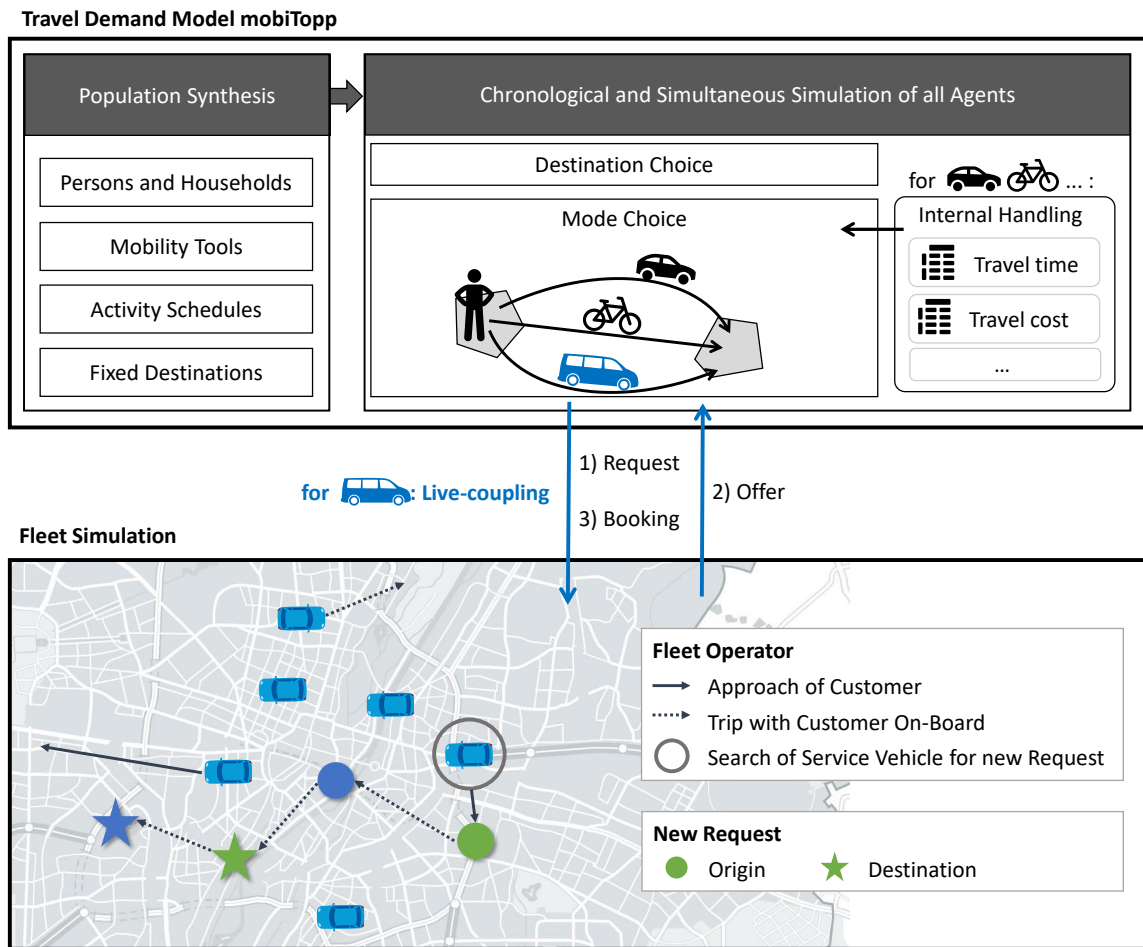 Travel Demand Model mobiTopp
Population Synthesis
Persons and Households
Mobility Tools
Activity Schedules
Fixed Destinations
Chronological and Simultaneous Simulation of all Agents
Destination Choice
Mode Choice
for ... :
Internal Handling
Travel time
Travel cost
...
for : Live-coupling
1) Request
3) Booking
2) Offer
Fleet Simulation
Fleet Operator
Approach of Customer
Trip with Customer On-Board
Search of Service Vehicle for new Request
New Request
Origin
Destination